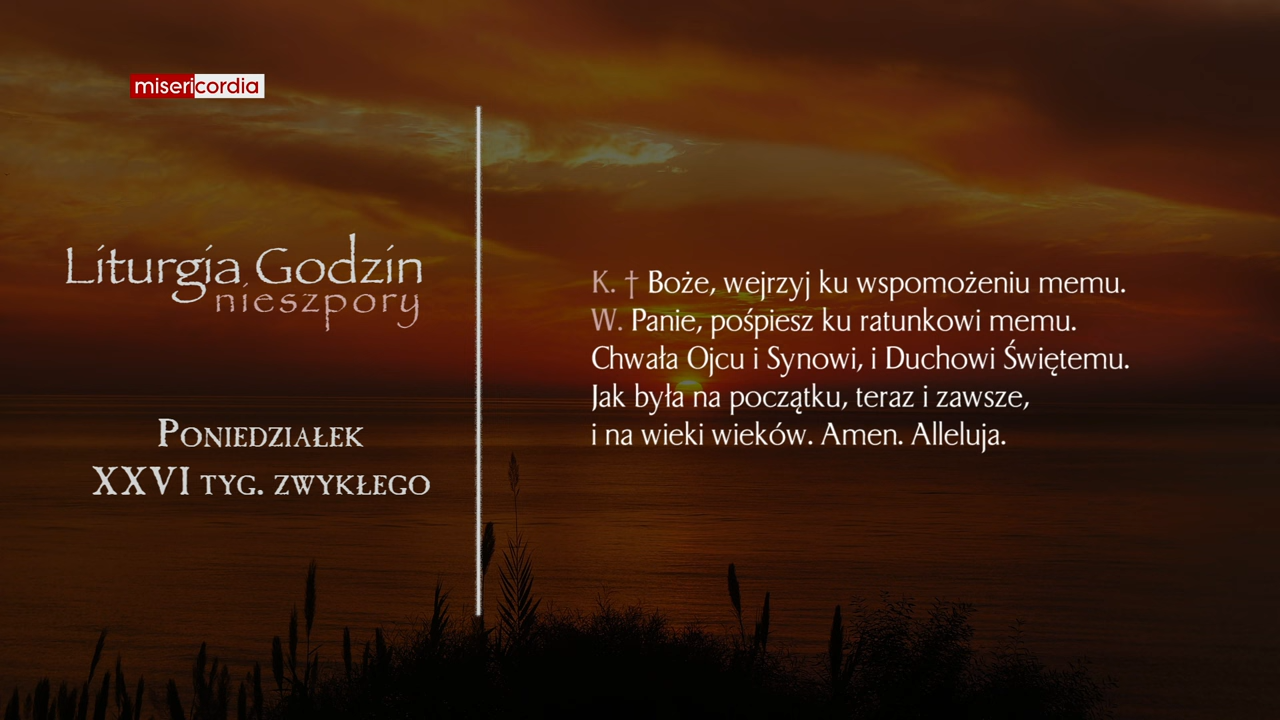 misericordia
Liturgia Godzin
nieszpory
Poniedziałek
XXVI tyg. zwykłego
K. † Boże, wejrzyj ku wspomożeniu memu.
W. Panie, pośpiesz ku ratunkowi memu.
Chwała Ojcu i Synowi, i Duchowi Świętemu.
Jak była na początku, teraz i zawsze,
i na wieki wieków. Amen. Alleluja.